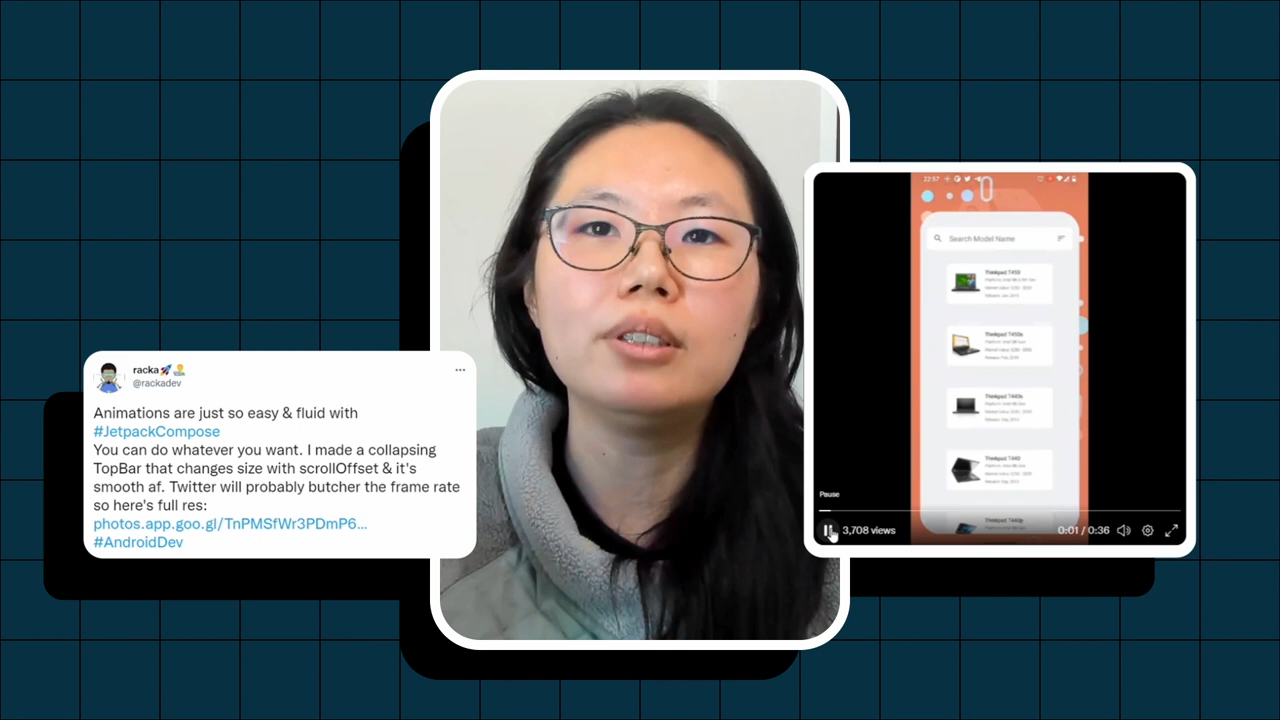 racka🚀
@rackadev
Animations are just so easy & fluid with
#JetpackCompose
You can do whatever you want. I made a collapsing
TopBar that changes size with scrollOffset & it's
smooth af. Twitter will probably butcher the frame rate
so here's full res:
photos.app.goo.gl/TnPMSfWr3PDmP6...
#AndroidDev
22:57
Search Model Name
Thinkpad T450
Thinkpad T450s
Thinkpad T440s
Thinkpad T440
Thinkpad T440p
Pause
3,708 views
0:01 / 0:36